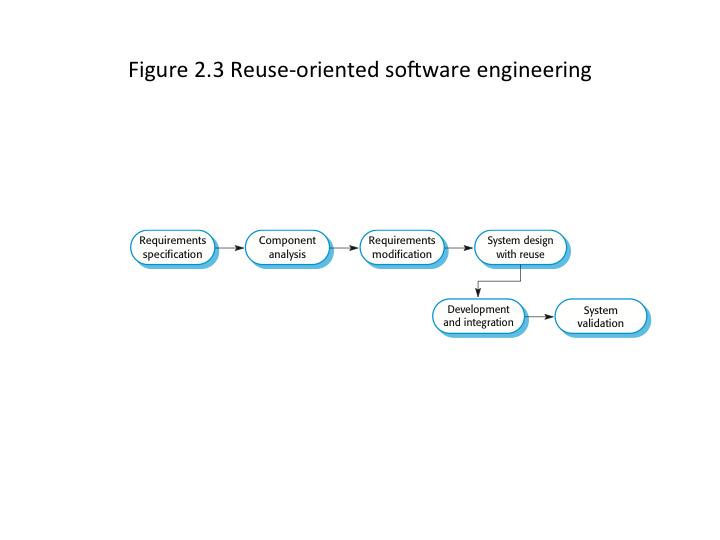 Figure 2.3 Reuse-oriented software engineering
Requirements
specification
Component
analysis
Requirements
modification
System design
with reuse
Development
and integration
System
validation